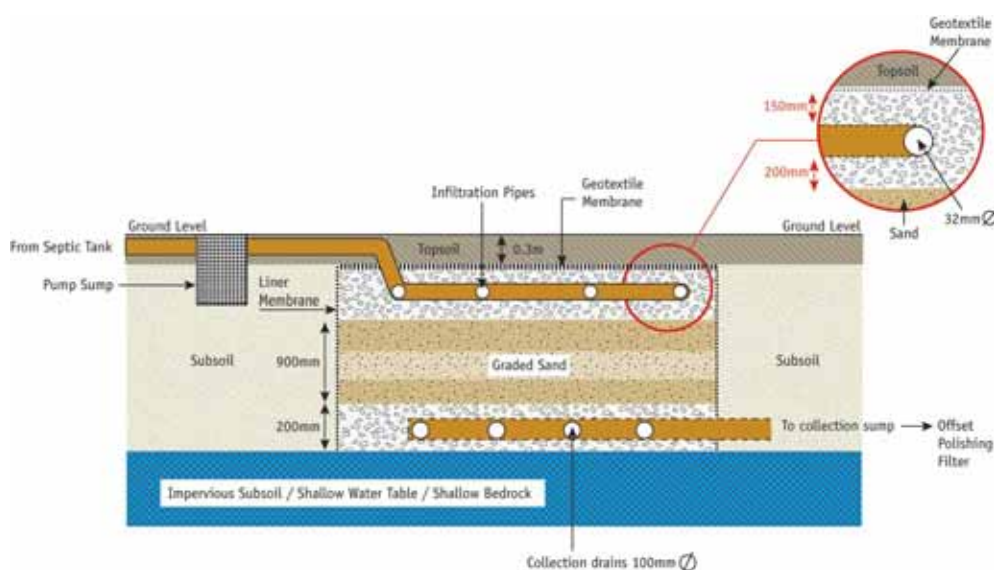 Geotextile
Membrane
Topsoil
150mm
200mm
32mmØ
Sand
Infiltration Pipes
Geotextile
Membrane
Ground Level
Ground Level
From Septic Tank
Topsoil
0.3m
Pump Sump
Liner
Membrane
Subsoil
900mm
Graded Sand
Subsoil
200mm
To collection sump
Offset
Polishing
Filter
Impervious Subsoil / Shallow Water Table / Shallow Bedrock
Collection drains 100mm Ø